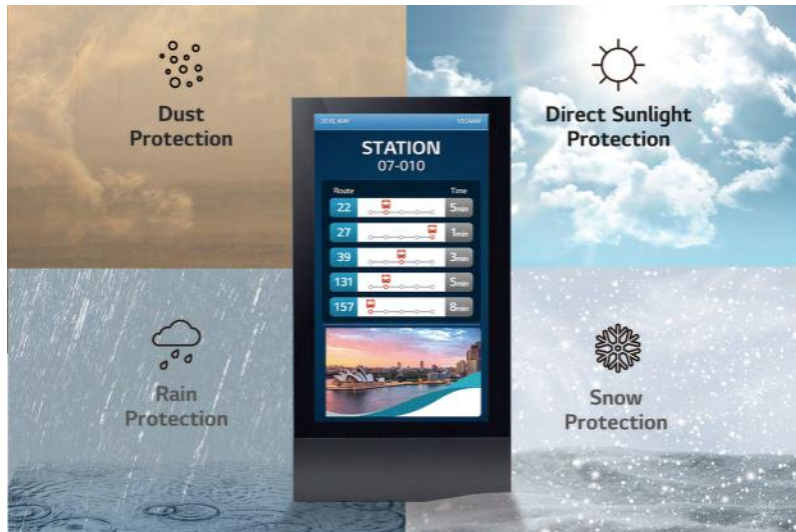 Dust
Protection
Direct Sunlight
Protection
STATION
07-010
Route Time
22 5min
27 1min
39 3min
131 5min
157 8min
Rain
Protection
Snow
Protection